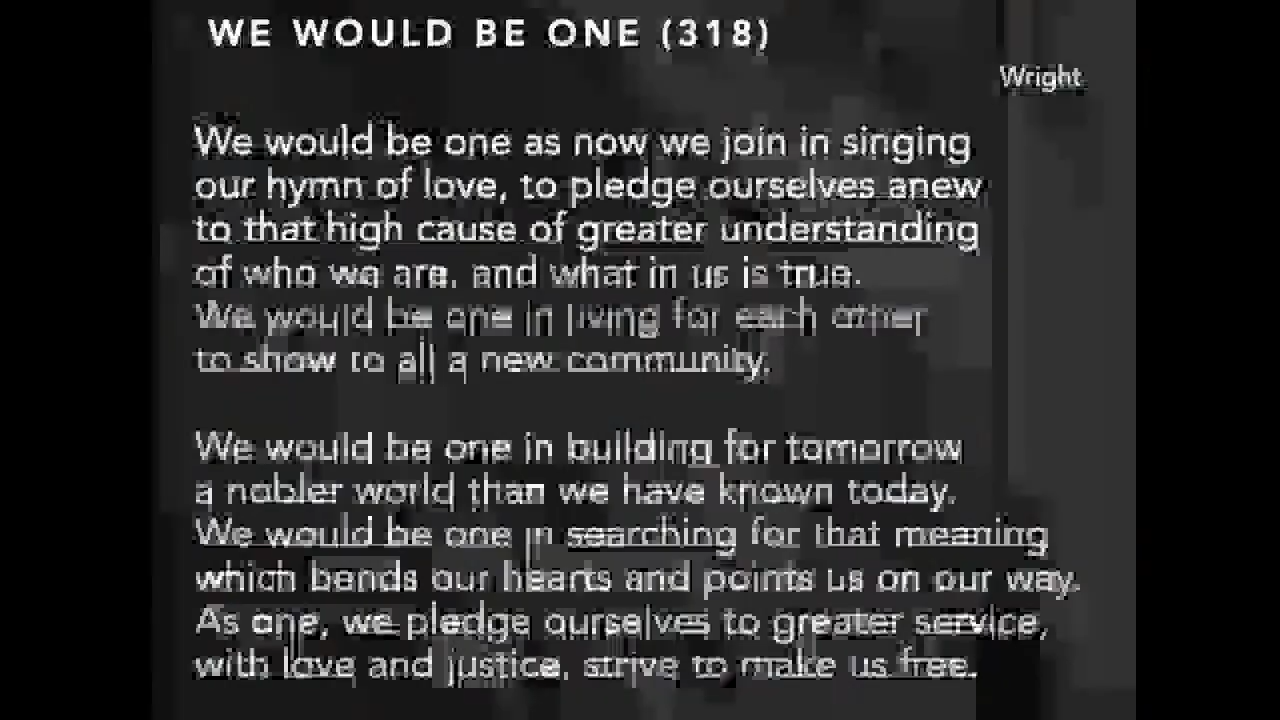 WE WOULD BE ONE (318)
Wright
We would be one as now we join in singing
our hymn of love, to pledge ourselves anew
to that high cause of greater understanding
of who we are, and what in us is true.
We would be one in living for each other
to show to all a new community.
We would be one in building for tomorrow
a nobler world than we have known today.
We would be one in searching for that meaning
which bends our hearts and points us on our way.
As one, we pledge ourselves to greater service,
with love and justice, strive to make us free.